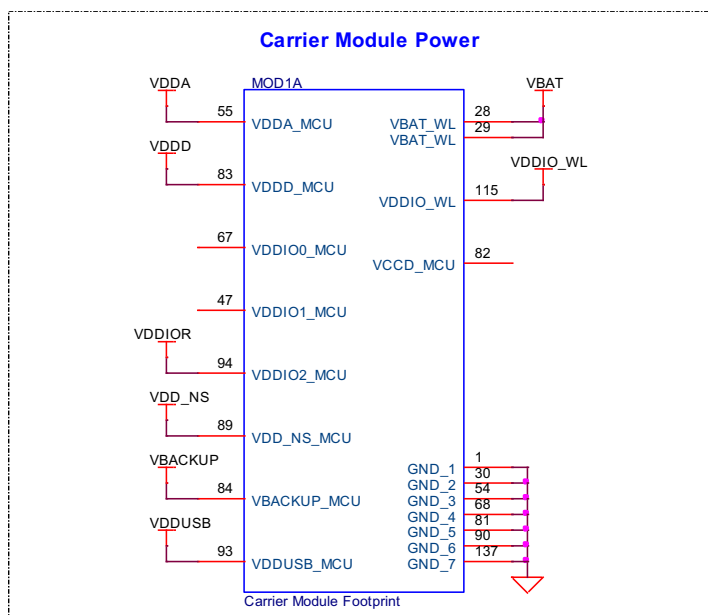 Carrier Module Power
MOD1A
VDDA
55
VDDA_MCU
VDDD
83
VDDD_MCU
67
VDDIO0_MCU
47
VDDIO1_MCU
VDDIOR
94
VDDIO2_MCU
VDD_NS
89
VDD_NS_MCU
VBACKUP
84
VBACKUP_MCU
VDDUSB
93
VDDUSB_MCU
VBAT
VBAT_WL 28
VBAT_WL 29
VDDIO_WL
VDDIO_WL 115
VCCD_MCU 82
GND_1 1
GND_2 30
GND_3 54
GND_4 68
GND_5 81
GND_6 90
GND_7 137
Carrier Module Footprint